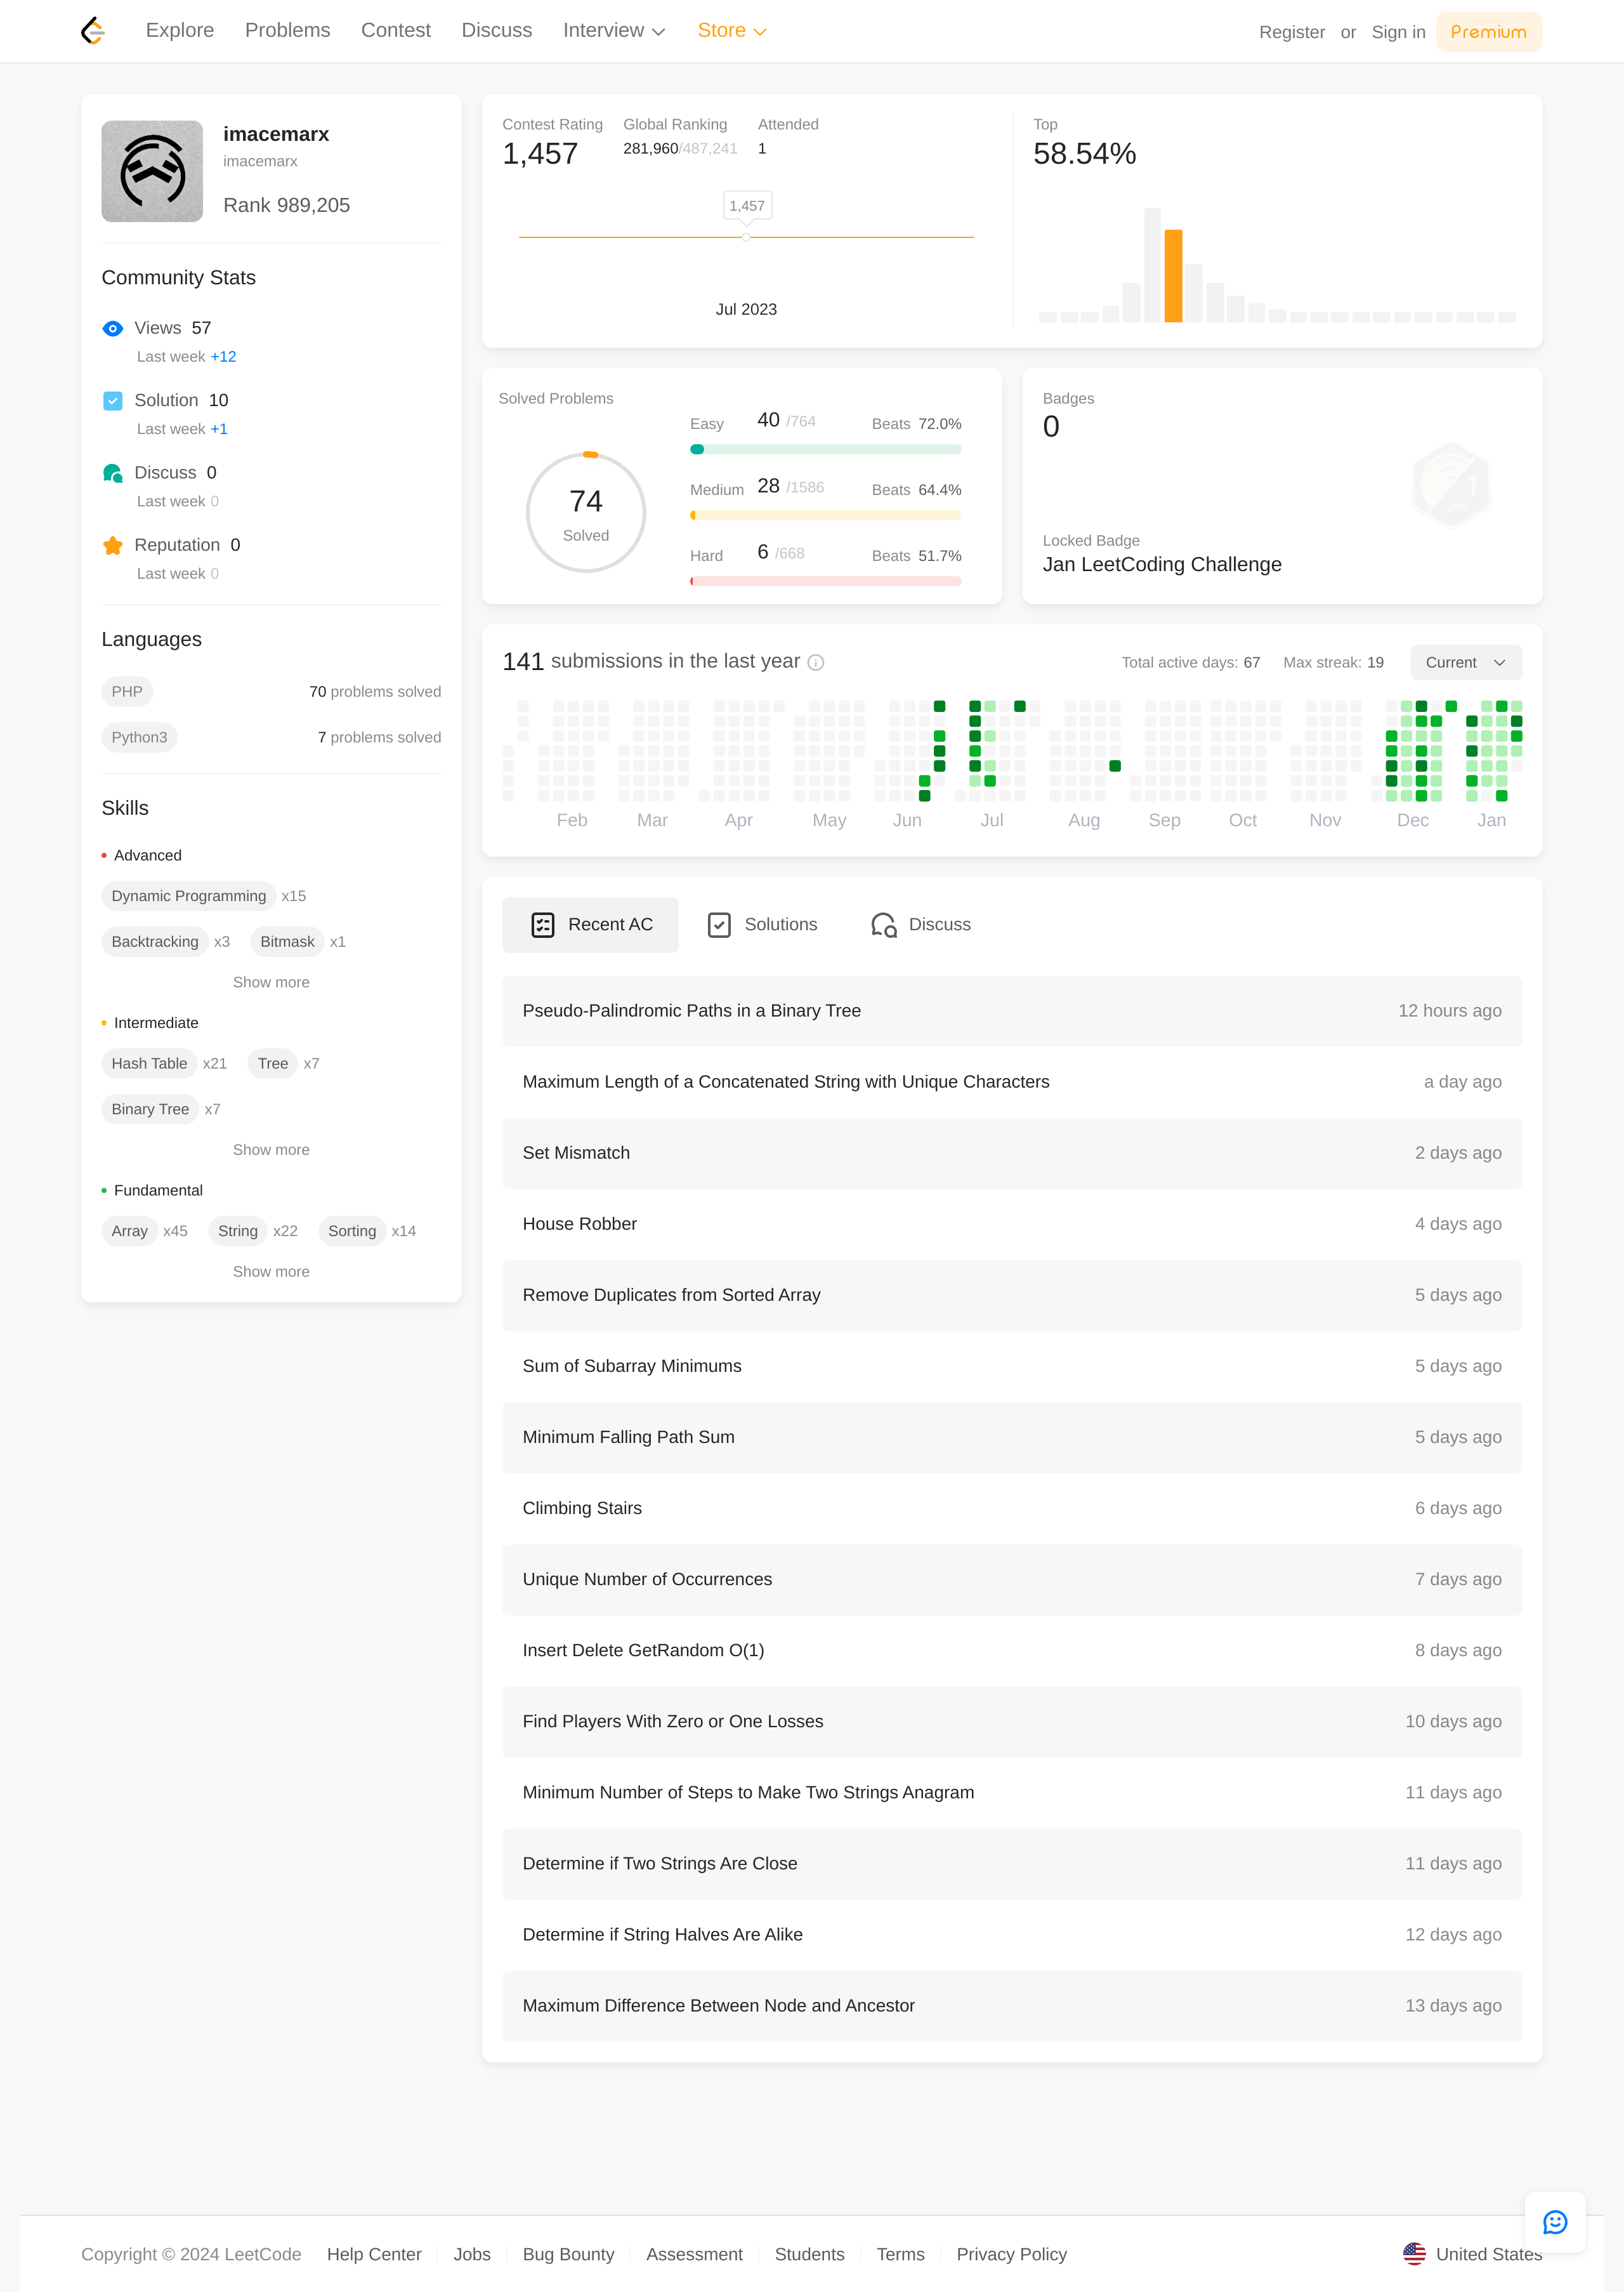 Explore Problems Contest Discuss Interview Store Register or Sign in Premium
imacemarx
imacemarx
Rank 989,205
Community Stats
Views 57
Last week +12
Solution 10
Last week +1
Discuss 0
Last week 0
Reputation 0
Last week 0
Languages
PHP 70 problems solved
Python3 7 problems solved
Skills
Advanced
Dynamic Programming x15
Backtracking x3 Bitmask x1
Show more
Intermediate
Hash Table x21 Tree x7
Binary Tree x7
Show more
Fundamental
Array x45 String x22 Sorting x14
Show more
Contest Rating Global Ranking Attended
1,457 281,960/487,241 1
1,457
Jul 2023
Top
58.54%
Solved Problems
74
Solved
Easy 40 /764 Beats 72.0%
Medium 28 /1586 Beats 64.4%
Hard 6 /668 Beats 51.7%
Badges
0
1
JAN
Locked Badge
Jan LeetCoding Challenge
141 submissions in the last year Total active days: 67 Max streak: 19 Current
Feb Mar Apr May Jun Jul Aug Sep Oct Nov Dec Jan
Recent AC Solutions Discuss
Pseudo-Palindromic Paths in a Binary Tree 12 hours ago
Maximum Length of a Concatenated String with Unique Characters a day ago
Set Mismatch 2 days ago
House Robber 4 days ago
Remove Duplicates from Sorted Array 5 days ago
Sum of Subarray Minimums 5 days ago
Minimum Falling Path Sum 5 days ago
Climbing Stairs 6 days ago
Unique Number of Occurrences 7 days ago
Insert Delete GetRandom O(1) 8 days ago
Find Players With Zero or One Losses 10 days ago
Minimum Number of Steps to Make Two Strings Anagram 11 days ago
Determine if Two Strings Are Close 11 days ago
Determine if String Halves Are Alike 12 days ago
Maximum Difference Between Node and Ancestor 13 days ago
Copyright © 2024 LeetCode Help Center Jobs Bug Bounty Assessment Students Terms Privacy Policy United States